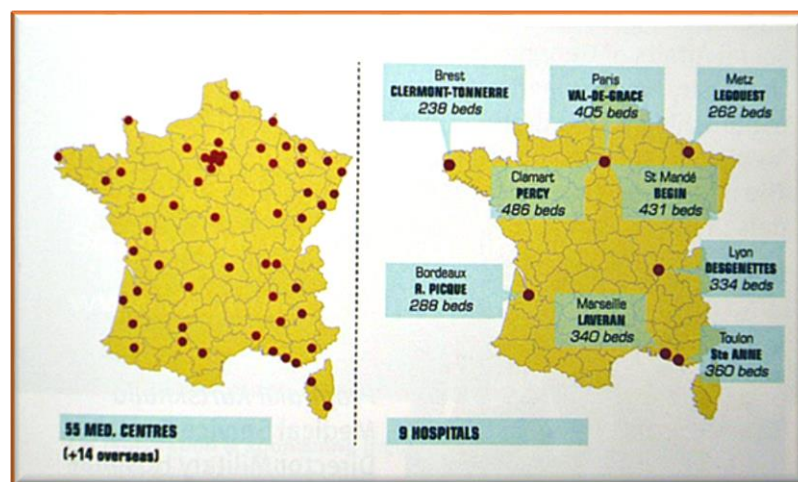 55 MED. CENTRES
(+14 overseas)
Brest
CLERMONT-TONNERRE
238 beds
Paris
VAL-DE-GRACE
405 beds
Metz
LEGOUEST
262 beds
Clamart
PERCY
486 beds
St Mandé
BEGIN
431 beds
Lyon
DESGENETTES
334 beds
Bordeaux
R. PICQUE
288 beds
Marseille
LAVERAN
340 beds
Toulon
Ste ANNE
360 beds
9 HOSPITALS